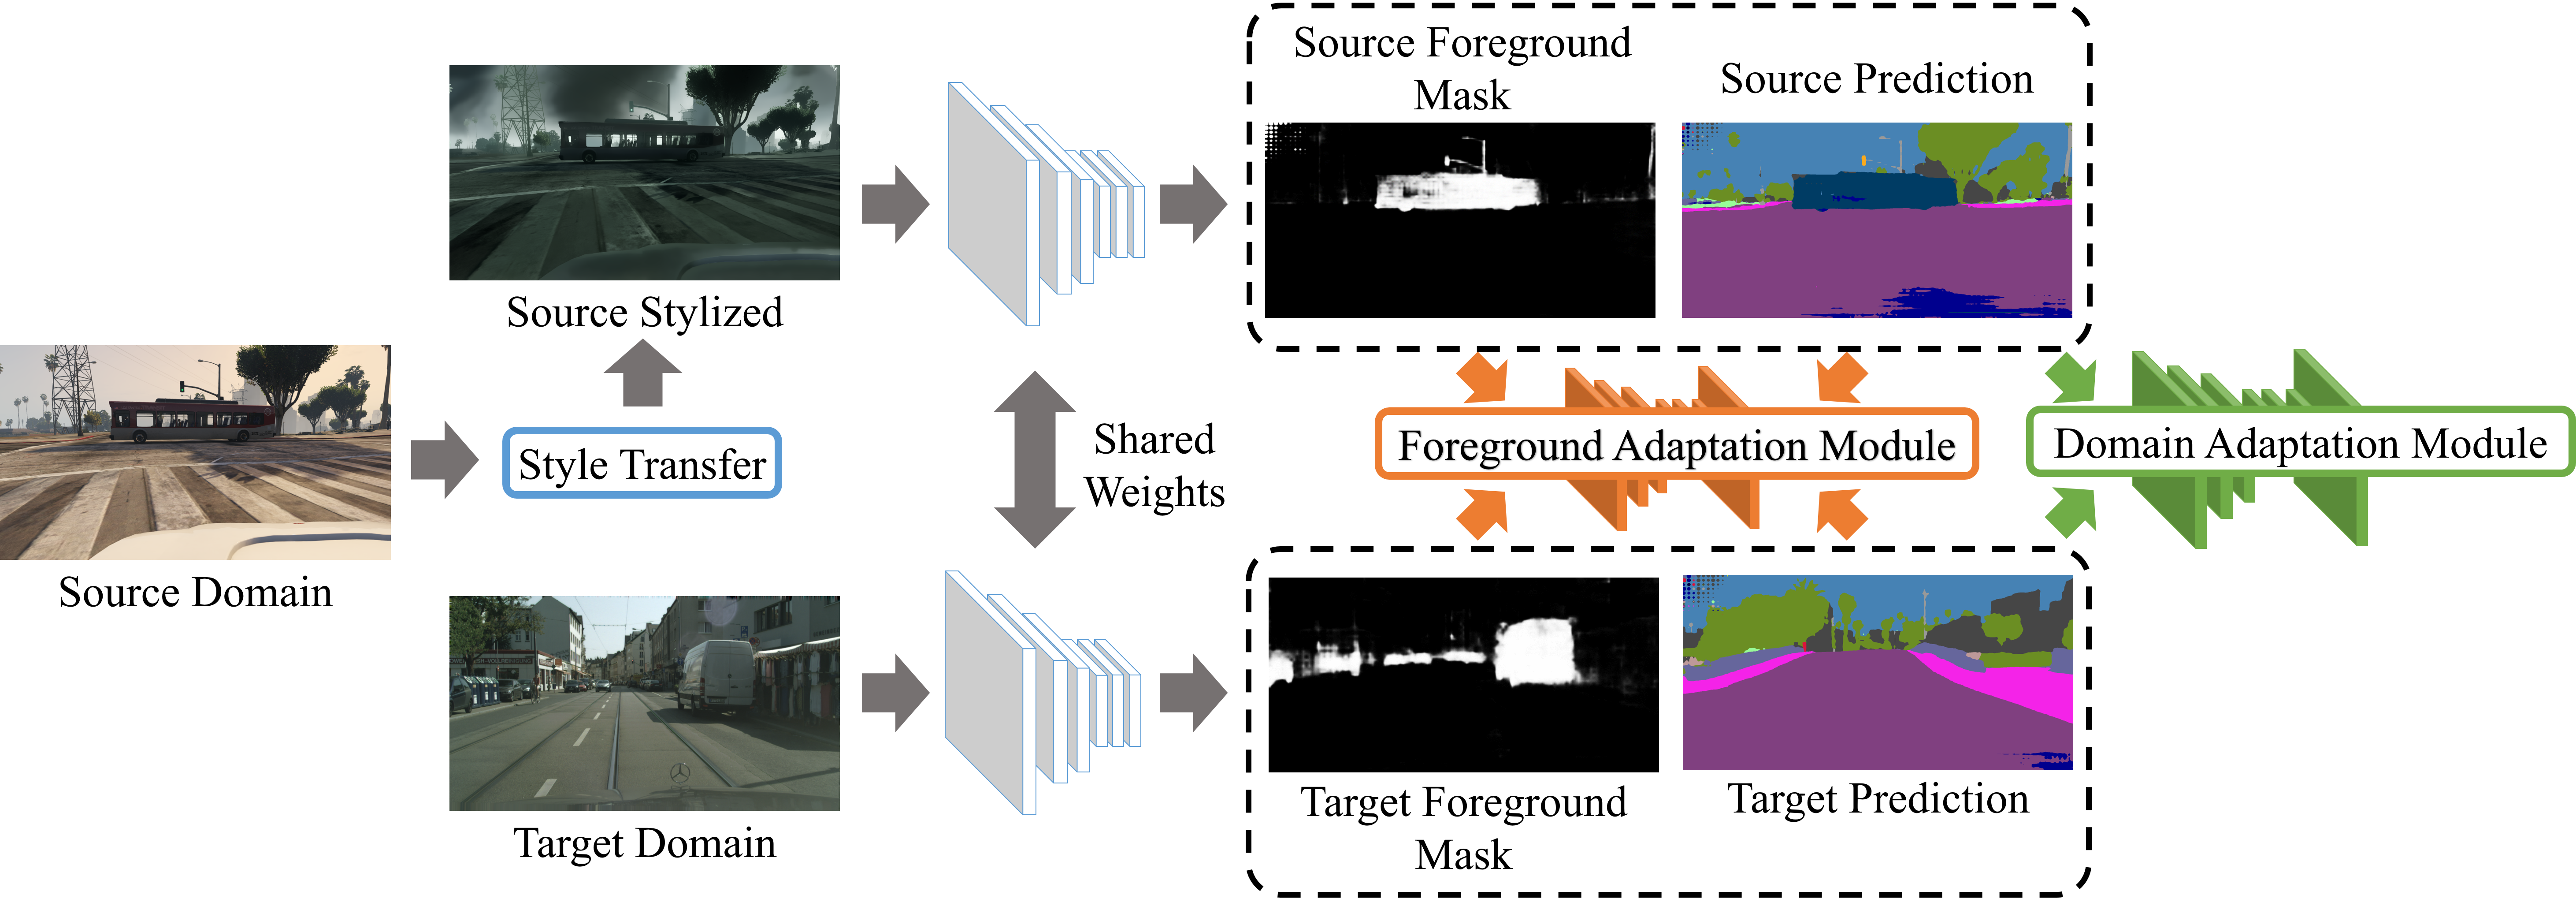 Source Foreground
Mask
Source Prediction
Source Stylized
Style Transfer
Source Domain
Shared
Weights
Foreground Adaptation Module
Domain Adaptation Module
Target Domain
Target Foreground
Mask
Target Prediction